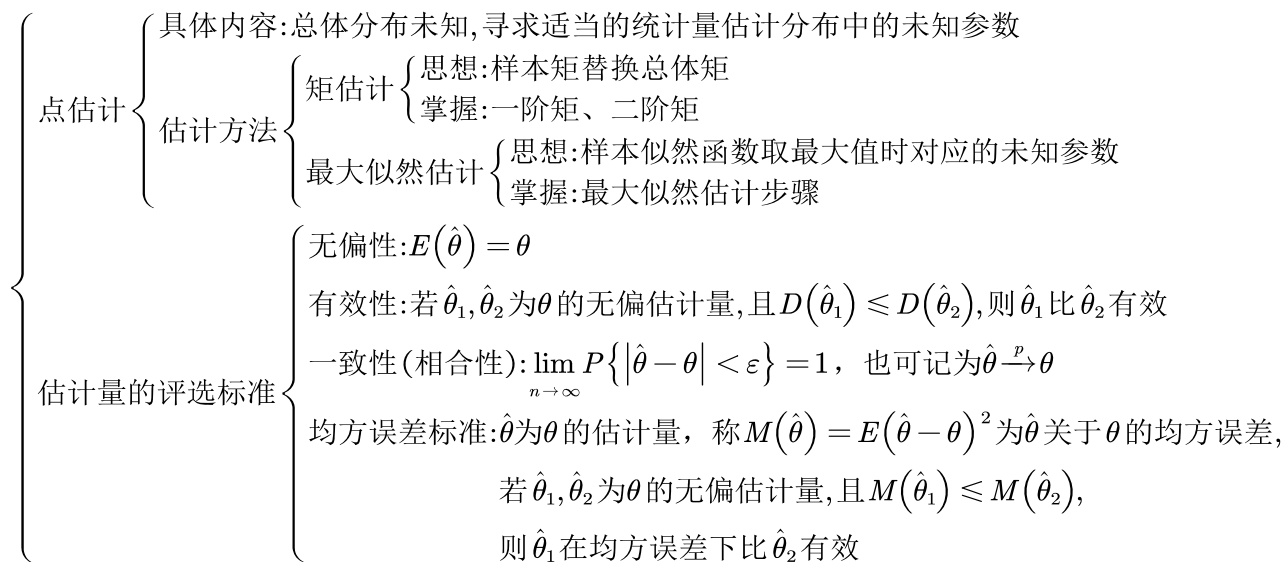 具体内容:总体分布未知,寻求适当的统计量估计分布中的未知参数
点估计
估计方法
矩估计
思想:样本矩替换总体矩
掌握:一阶矩、二阶矩
最大似然估计
思想:样本似然函数取最大值时对应的未知参数
掌握:最大似然估计步骤
估计量的评选标准
无偏性:E(θ̂) = θ
有效性:若θ̂₁,θ̂₂为θ的无偏估计量,且D(θ̂₁) ≤ D(θ̂₂),则θ̂₁比θ̂₂有效
一致性(相合性):lim n→∞ P{|θ̂ − θ| < ε} = 1，也可记为θ̂ —p→ θ
均方误差标准:θ̂为θ的估计量，称M(θ̂) = E(θ̂ − θ)²为θ̂关于θ的均方误差,
若θ̂₁,θ̂₂为θ的无偏估计量,且M(θ̂₁) ≤ M(θ̂₂),
则θ̂₁在均方误差下比θ̂₂有效